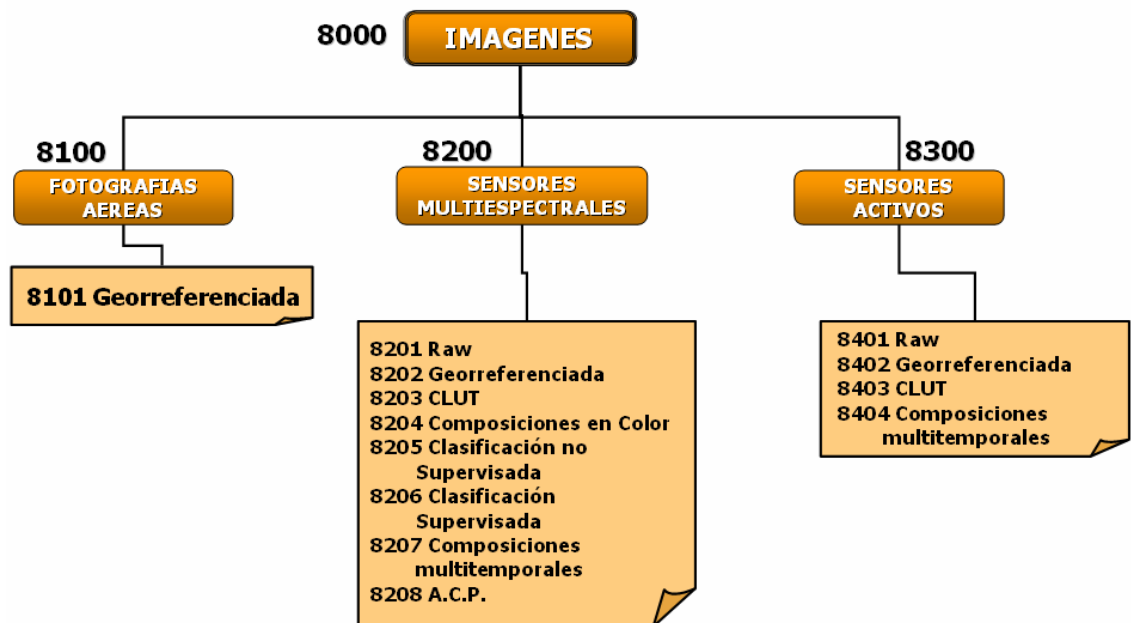 8000 IMAGENES
8100
FOTOGRAFIAS
AEREAS
8101 Georreferenciada
8200
SENSORES
MULTIESPECTRALES
8201 Raw
8202 Georreferenciada
8203 CLUT
8204 Composiciones en Color
8205 Clasificación no
Supervisada
8206 Clasificación
Supervisada
8207 Composiciones
multitemporales
8208 A.C.P.
8300
SENSORES
ACTIVOS
8401 Raw
8402 Georreferenciada
8403 CLUT
8404 Composiciones
multitemporales